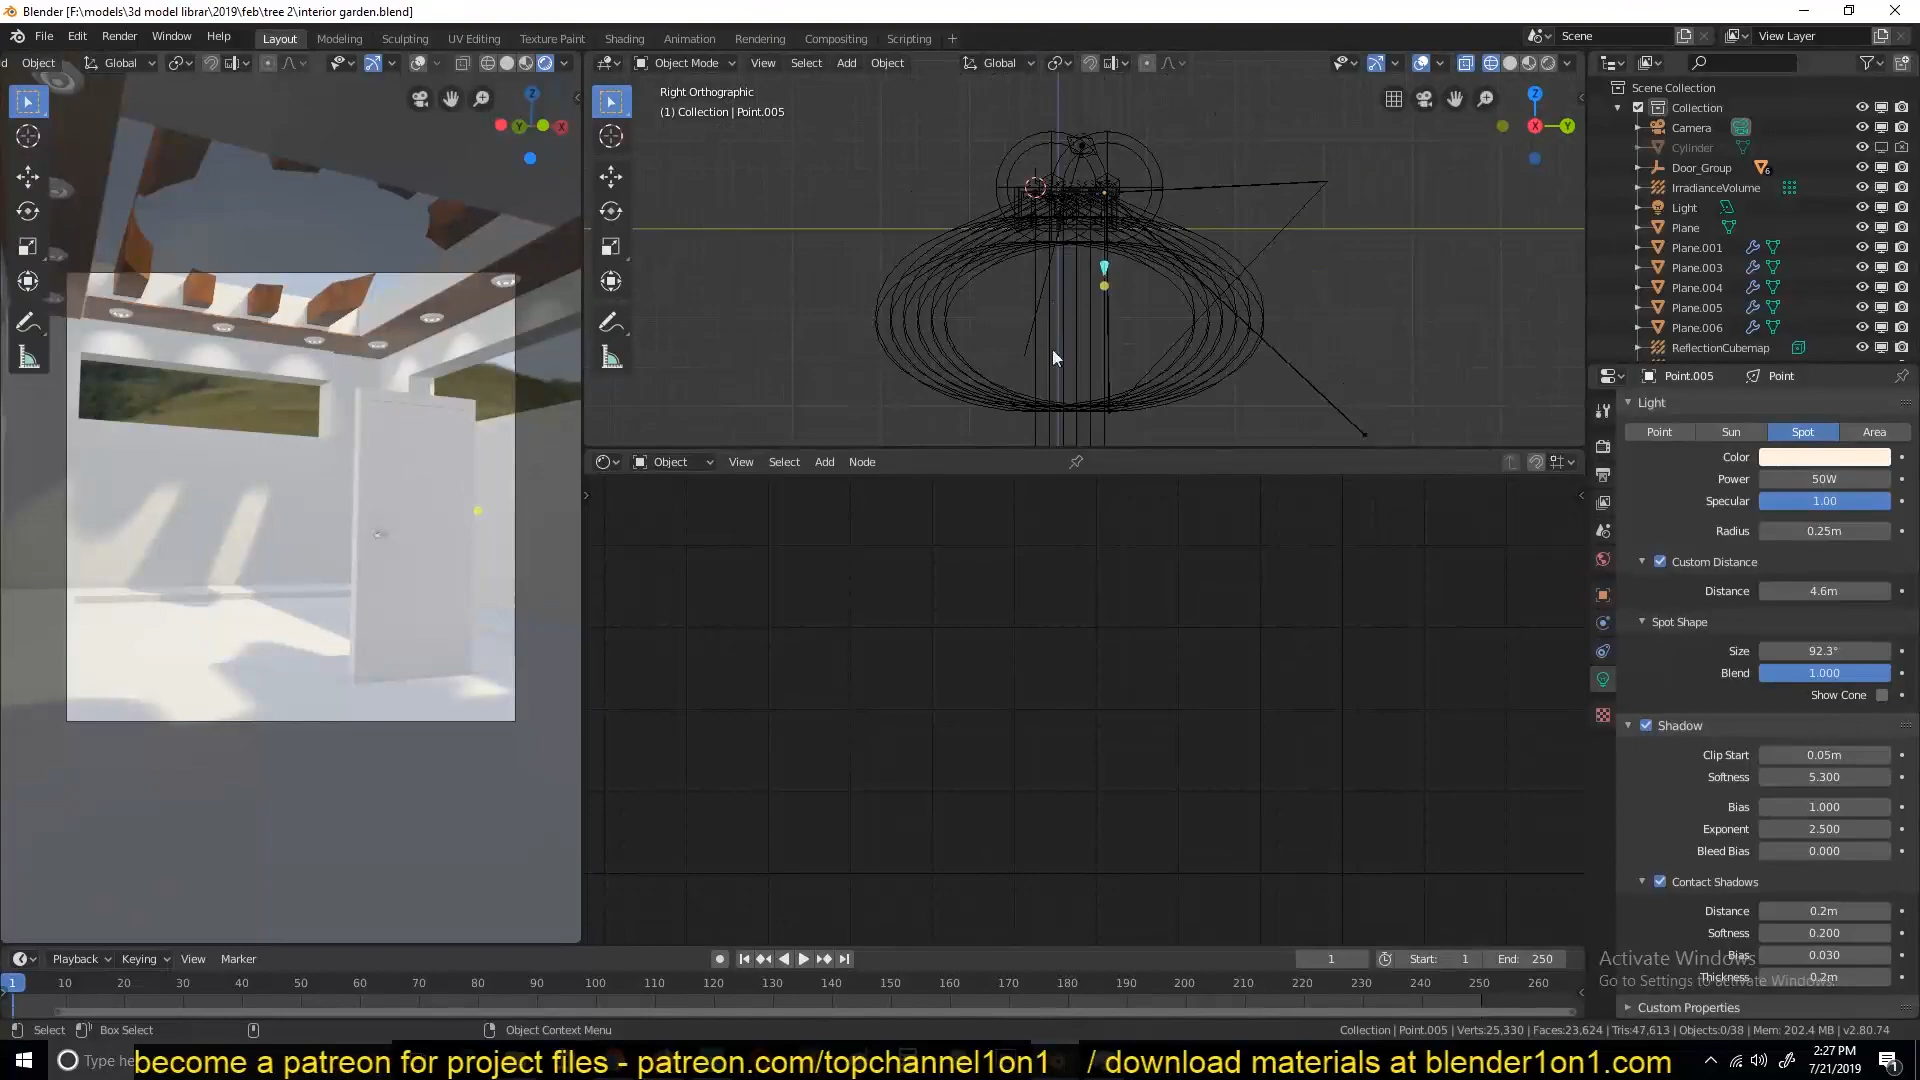 Blender [F:\models\3d model librar\2019\feb\tree 2\interior garden.blend]
File Edit Render Window Help
Layout Modeling Sculpting UV Editing Texture Paint Shading Animation Rendering Compositing Scripting
Scene View Layer
Object Global
Object Mode View Select Add Object Global
Right Orthographic
(1) Collection | Point.005
Scene Collection
Collection
Camera
Cylinder
Door_Group 6
IrradianceVolume
Light
Plane
Plane.001
Plane.003
Plane.004
Plane.005
Plane.006
ReflectionCubemap
Object View Select Add Node
Point.005 Point
Light
Point Sun Spot Area
Color
Power 50W
Specular 1.00
Radius 0.25m
Custom Distance
Distance 4.6m
Spot Shape
Size 92.3°
Blend 1.000
Show Cone
Shadow
Clip Start 0.05m
Softness 5.300
Bias 1.000
Exponent 2.500
Bleed Bias 0.000
Contact Shadows
Distance 0.2m
Softness 0.200
Bias 0.030
Thickness 0.2m
Custom Properties
Activate Windows
Go to Settings to activate Windows.
Playback Keying View Marker
1 Start: 1 End: 250
1 10 20 30 40 50 60 70 80 90 100 110 120 130 140 150 160 170 180 190 200 210 220 230 240 250 260
Select Box Select Object Context Menu
Collection | Point.005 | Verts:25,330 | Faces:23,624 | Tris:47,613 | Objects:0/38 | Mem: 202.4 MB | v2.80.74
Type he
become a patreon for project files - patreon.com/topchannel1on1 / download materials at blender1on1.com
2:27 PM
7/21/2019